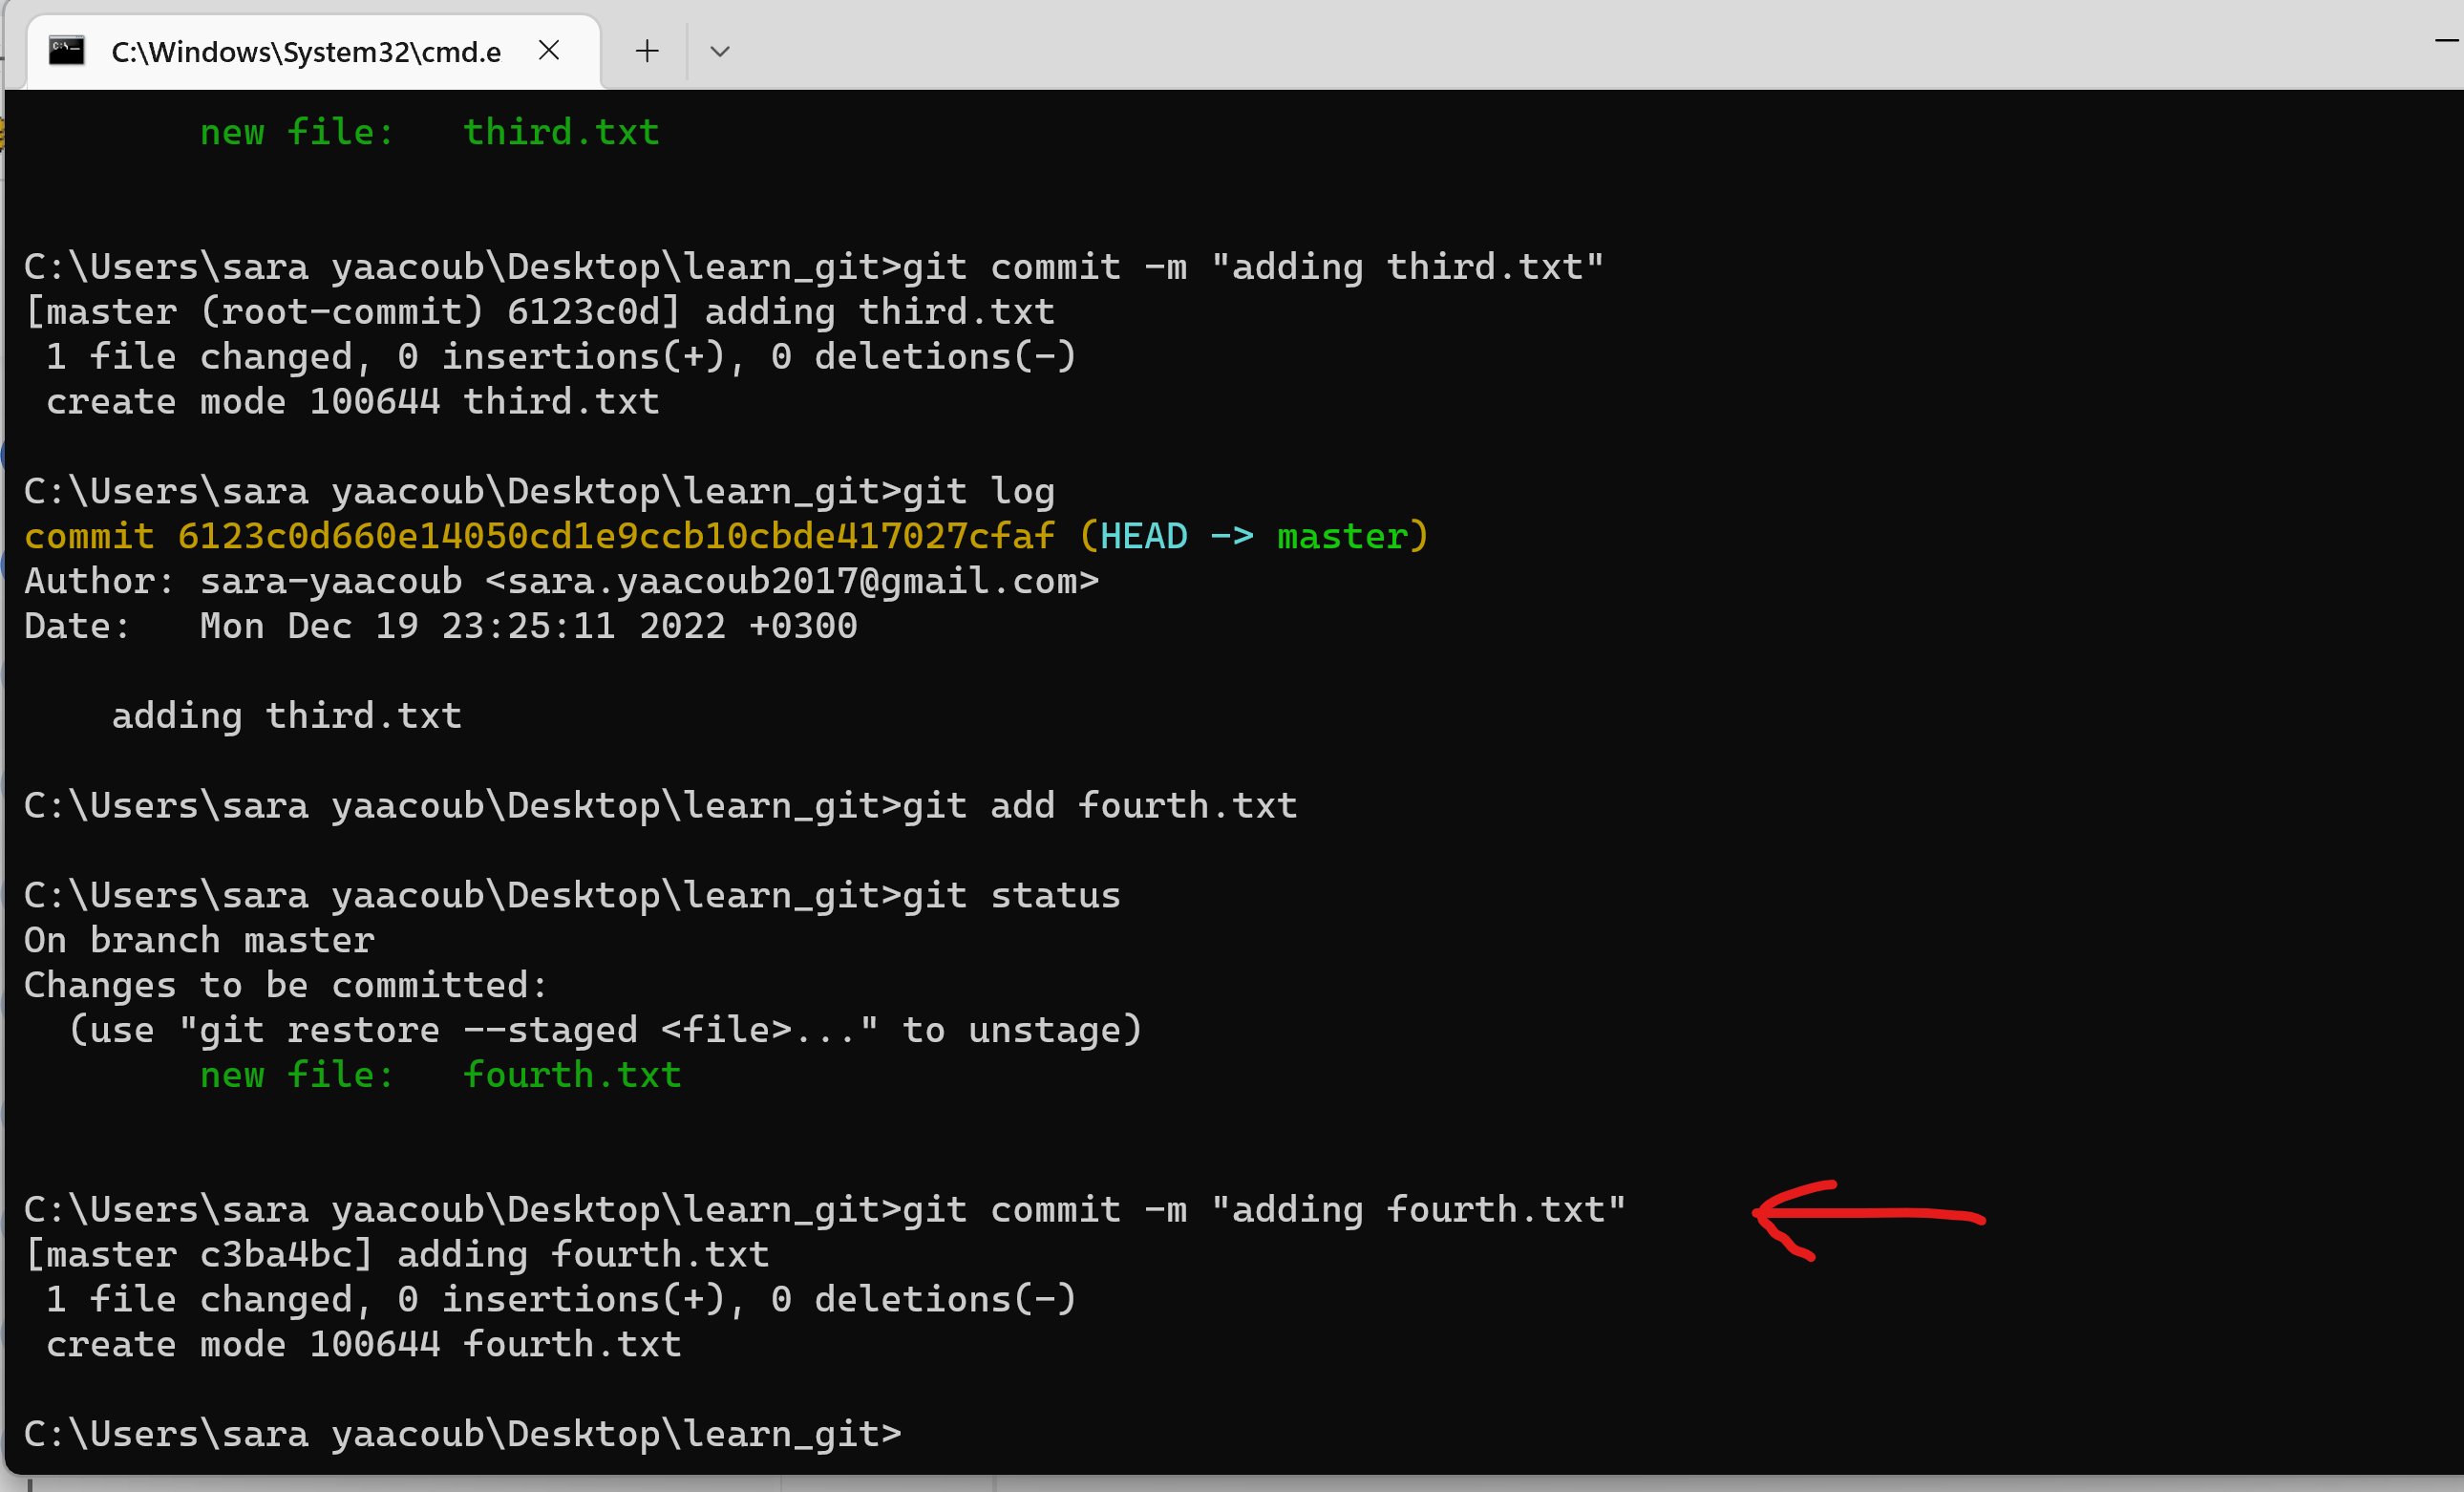 C:\Windows\System32\cmd.e
new file:   third.txt
C:\Users\sara yaacoub\Desktop\learn_git>git commit -m "adding third.txt"
[master (root-commit) 6123c0d] adding third.txt
 1 file changed, 0 insertions(+), 0 deletions(-)
 create mode 100644 third.txt
C:\Users\sara yaacoub\Desktop\learn_git>git log
commit 6123c0d660e14050cd1e9ccb10cbde417027cfaf (HEAD -> master)
Author: sara-yaacoub <sara.yaacoub2017@gmail.com>
Date:   Mon Dec 19 23:25:11 2022 +0300
    adding third.txt
C:\Users\sara yaacoub\Desktop\learn_git>git add fourth.txt
C:\Users\sara yaacoub\Desktop\learn_git>git status
On branch master
Changes to be committed:
  (use "git restore --staged <file>..." to unstage)
        new file:   fourth.txt
C:\Users\sara yaacoub\Desktop\learn_git>git commit -m "adding fourth.txt"
[master c3ba4bc] adding fourth.txt
 1 file changed, 0 insertions(+), 0 deletions(-)
 create mode 100644 fourth.txt
C:\Users\sara yaacoub\Desktop\learn_git>